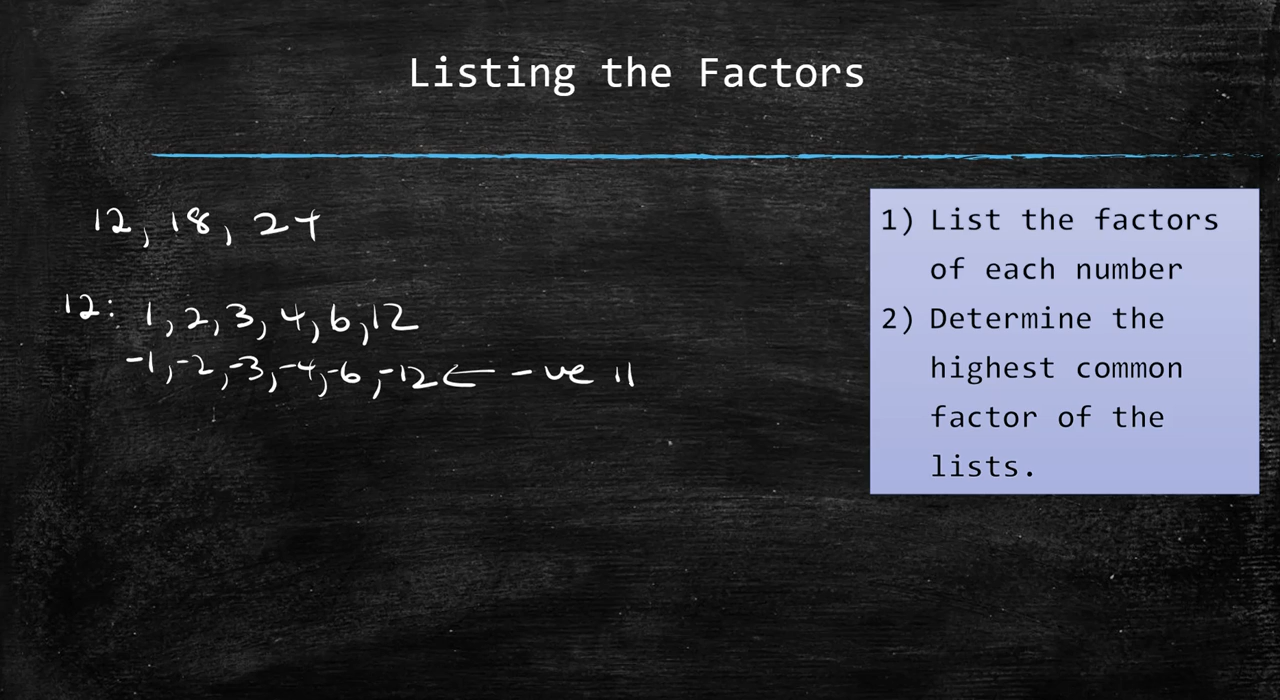 Listing the Factors
12, 18, 24
12: 1, 2, 3, 4, 6, 12
-1, -2, -3, -4, -6, -12 ← -ve
1) List the factors
of each number
2) Determine the
highest common
factor of the
lists.